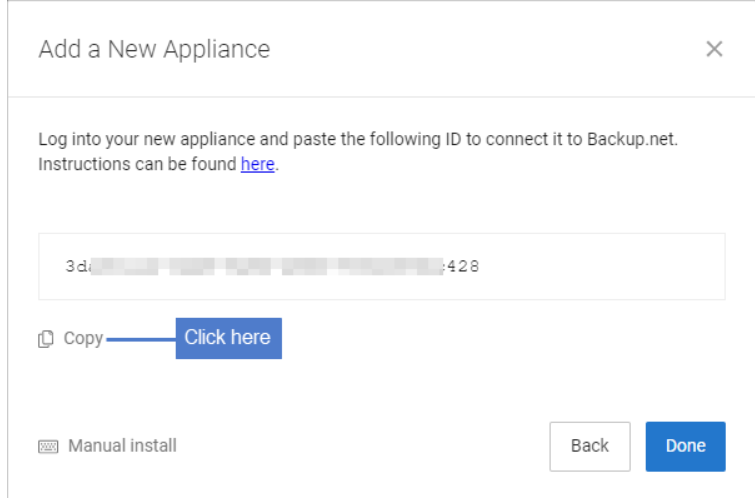 Add a New Appliance
Log into your new appliance and paste the following ID to connect it to Backup.net.
Instructions can be found here.
3d 428
Copy Click here
Manual install Back Done